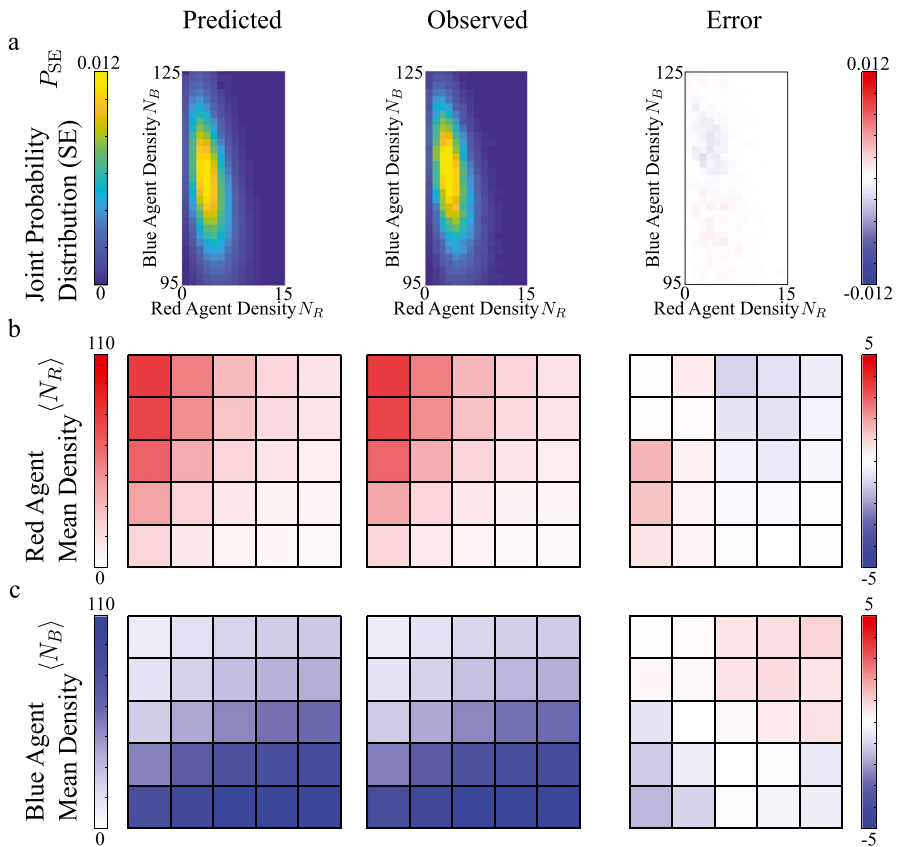 Predicted
Observed
Error
a
Joint Probability
Distribution (SE)
P_SE
0.012
0
125
95
Blue Agent Density N_B
0
15
Red Agent Density N_R
125
95
Blue Agent Density N_B
0
15
Red Agent Density N_R
125
95
Blue Agent Density N_B
0
15
Red Agent Density N_R
0.012
-0.012
b
Red Agent
Mean Density ⟨N_R⟩
110
0
5
-5
c
Blue Agent
Mean Density ⟨N_B⟩
110
0
5
-5